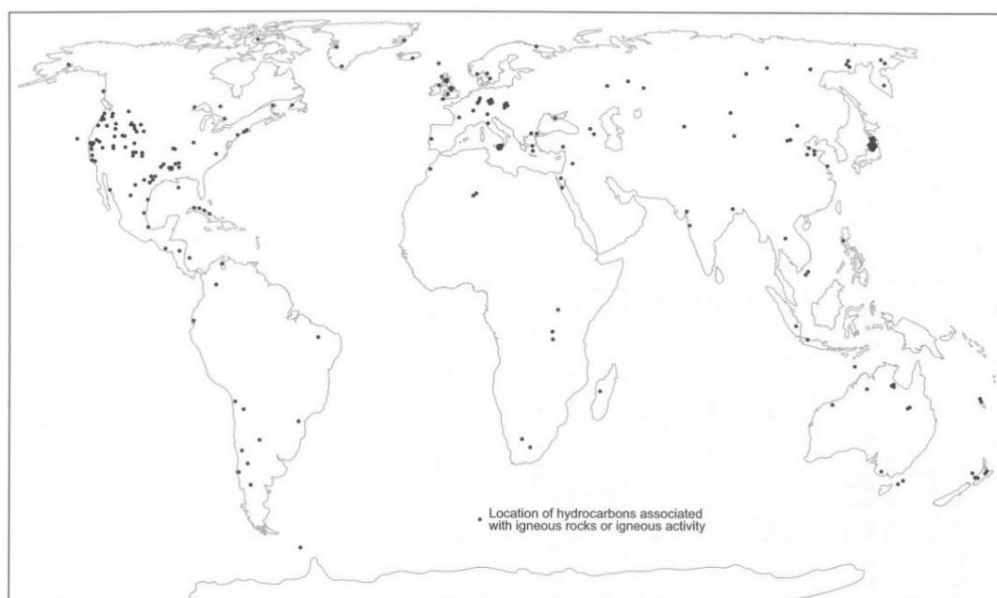 Location of hydrocarbons associated
with igneous rocks or igneous activity